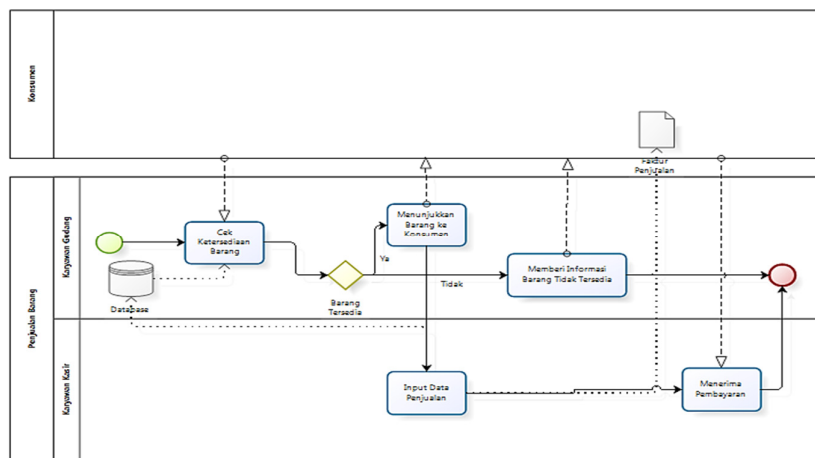 Konsumen
Faktur
Penjualan
Penjualan Barang
Karyawan Gudang
Cek
Ketersediaan
Barang
Menunjukkan
Barang ke
Konsumen
Ya
Barang
Tersedia
Tidak
Memberi Informasi
Barang Tidak Tersedia
Database
Karyawan Kasir
Input Data
Penjualan
Menerima
Pembayaran